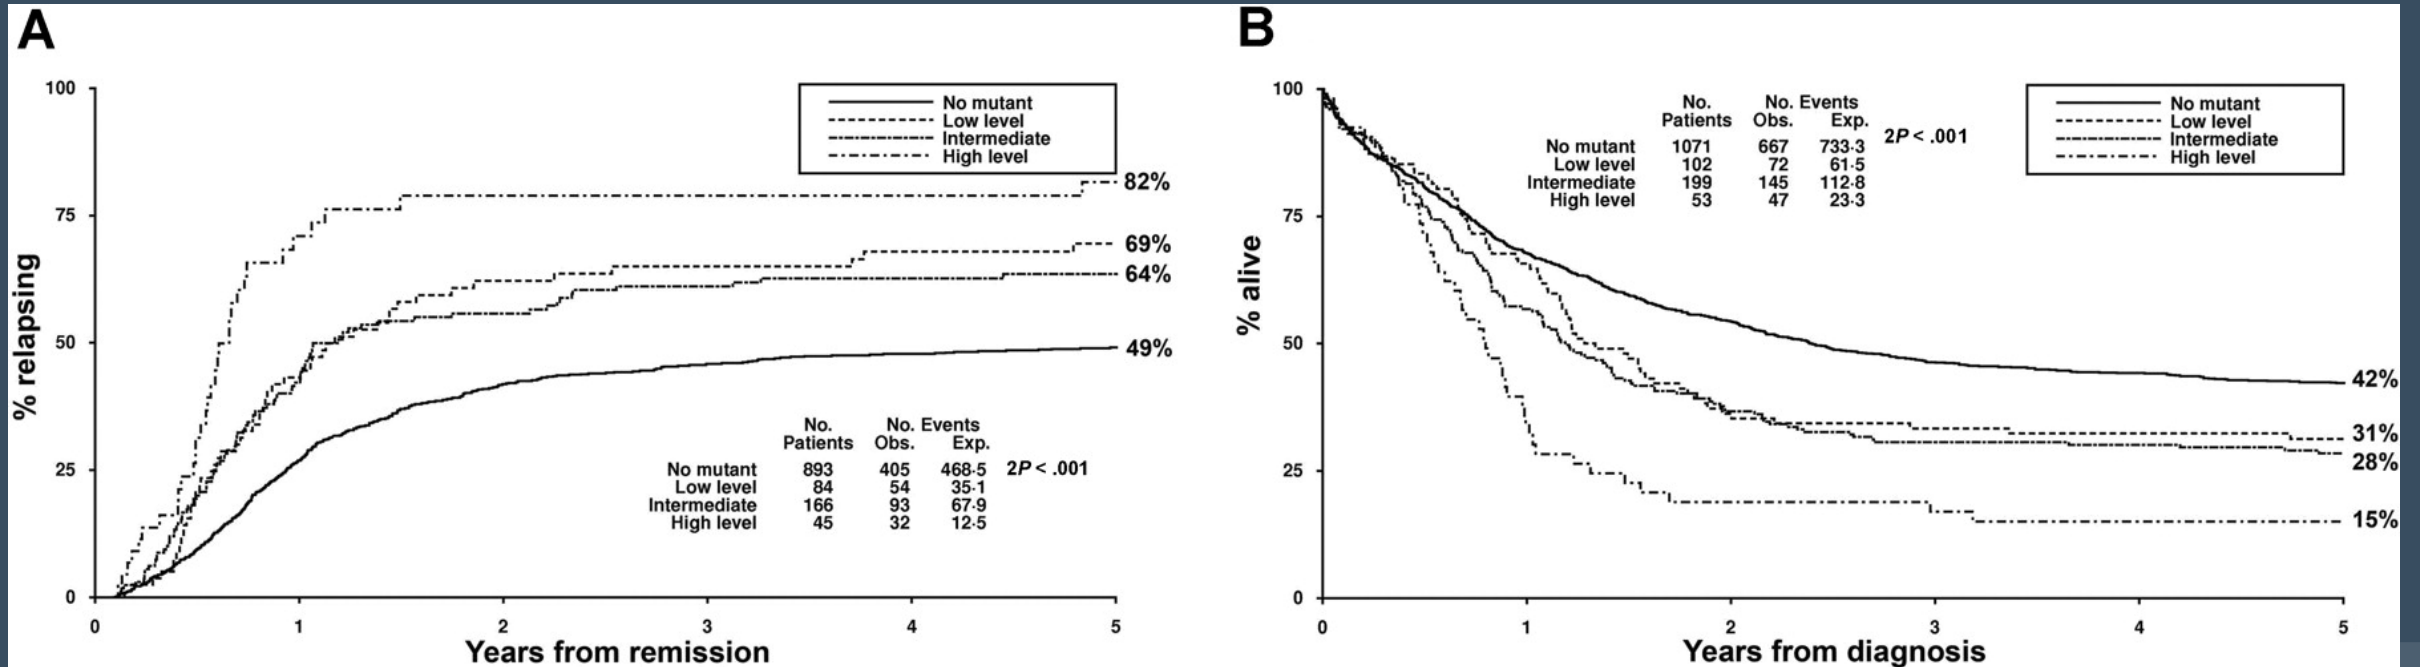 A
100
75
50
25
0
% relapsing
No mutant
Low level
Intermediate
High level
82%
69%
64%
49%
No. No. Events
Patients Obs. Exp.
No mutant 893 405 468·5 2P < .001
Low level 84 54 35·1
Intermediate 166 93 67·9
High level 45 32 12·5
0 1 2 3 4 5
Years from remission
B
100
75
50
25
0
% alive
No. No. Events
Patients Obs. Exp.
No mutant 1071 667 733·3 2P < .001
Low level 102 72 61·5
Intermediate 199 145 112·8
High level 53 47 23·3
No mutant
Low level
Intermediate
High level
42%
31%
28%
15%
0 1 2 3 4 5
Years from diagnosis